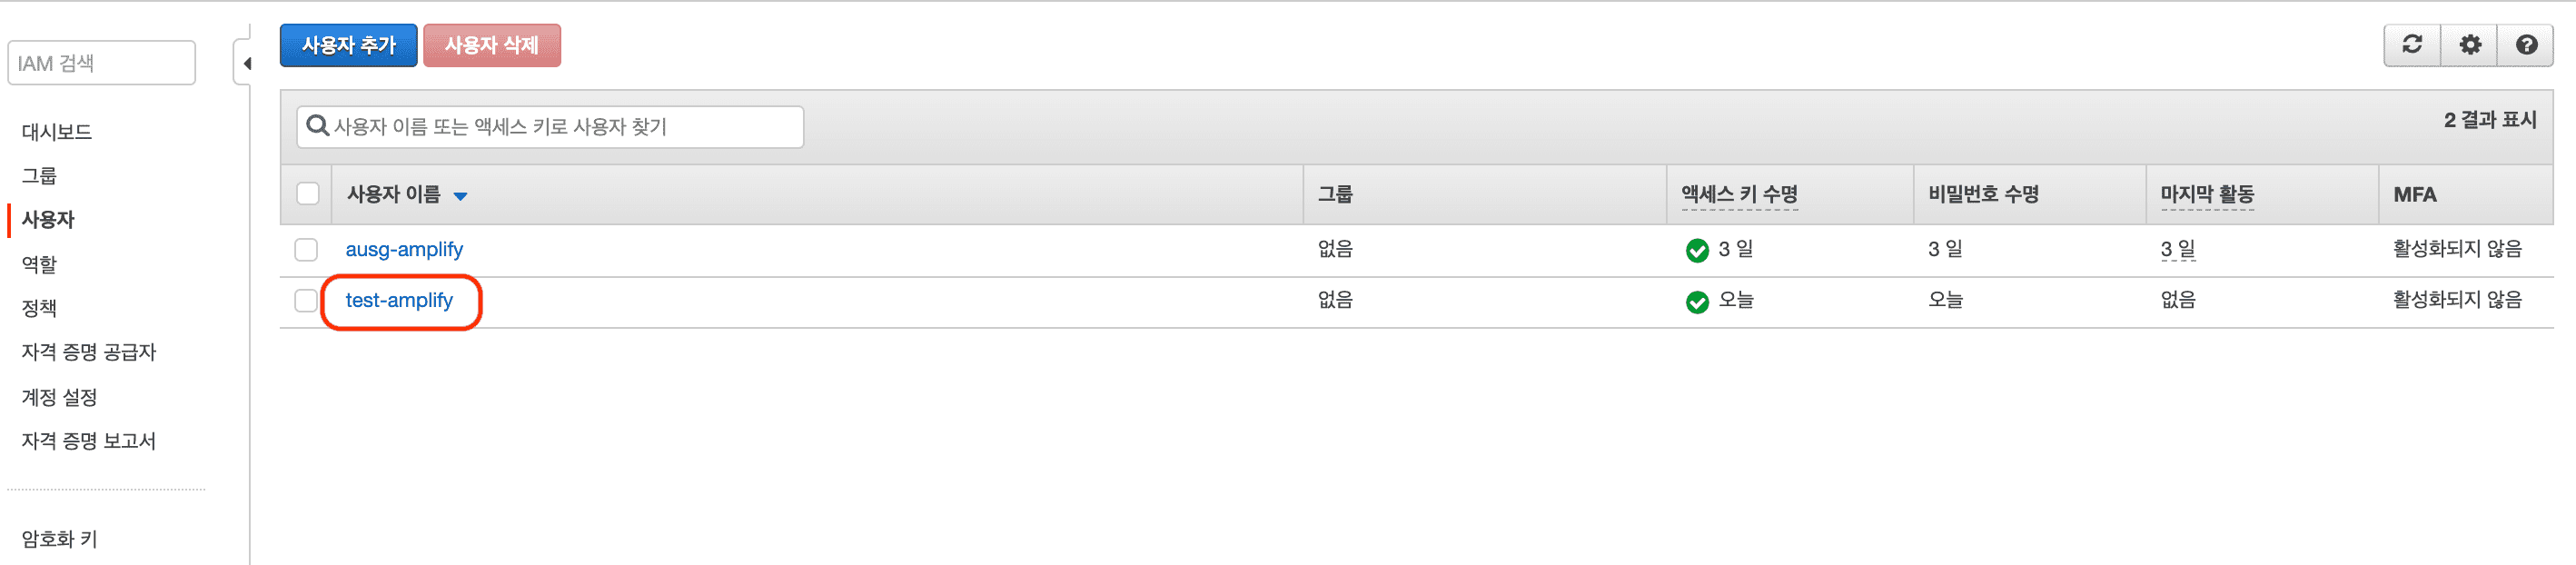 IAM 검색
대시보드
그룹
사용자
역할
정책
자격 증명 공급자
계정 설정
자격 증명 보고서
암호화 키
사용자 추가 사용자 삭제
사용자 이름 또는 액세스 키로 사용자 찾기 2 결과 표시
사용자 이름 그룹 액세스 키 수명 비밀번호 수명 마지막 활동 MFA
ausg-amplify 없음 3 일 3 일 3 일 활성화되지 않음
test-amplify 없음 오늘 오늘 없음 활성화되지 않음